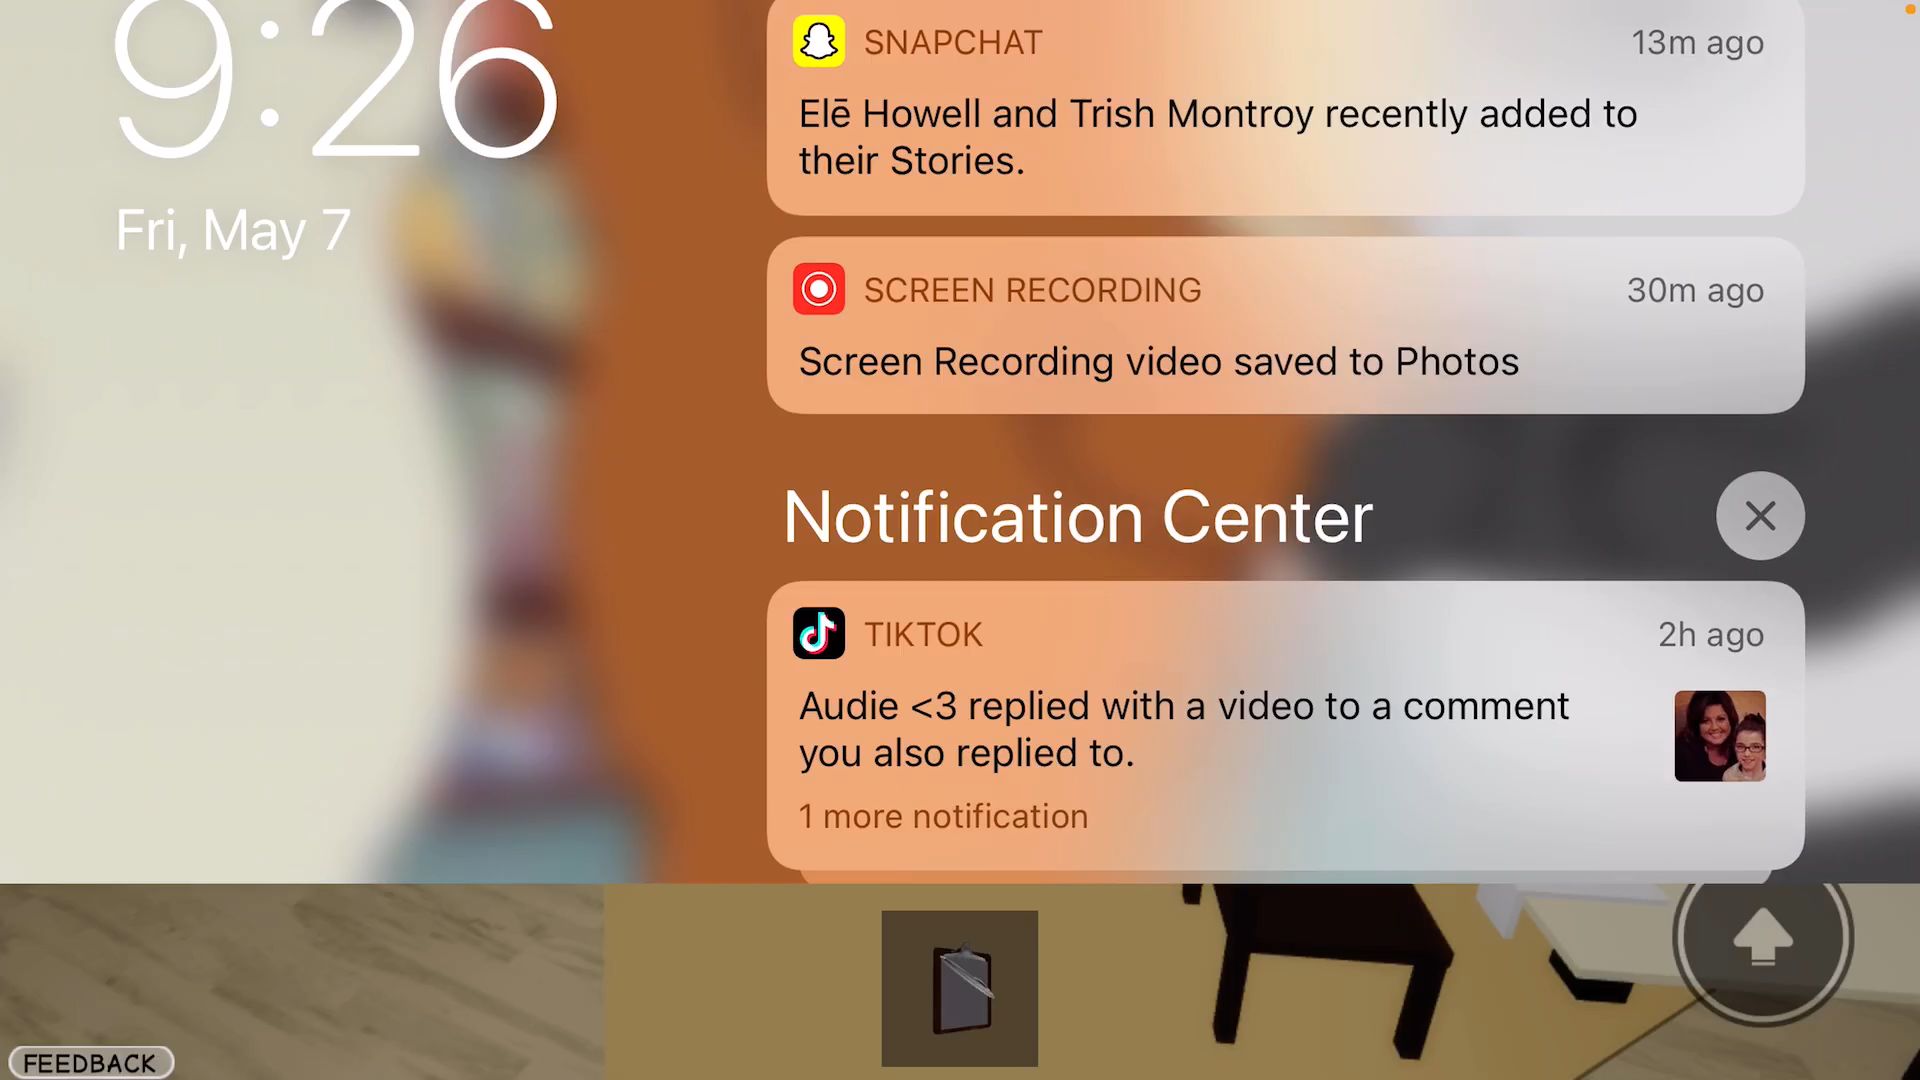 9:26
Fri, May 7
SNAPCHAT
13m ago
Elē Howell and Trish Montroy recently added to
their Stories.
SCREEN RECORDING
30m ago
Screen Recording video saved to Photos
Notification Center
TIKTOK
2h ago
Audie <3 replied with a video to a comment
you also replied to.
1 more notification
FEEDBACK